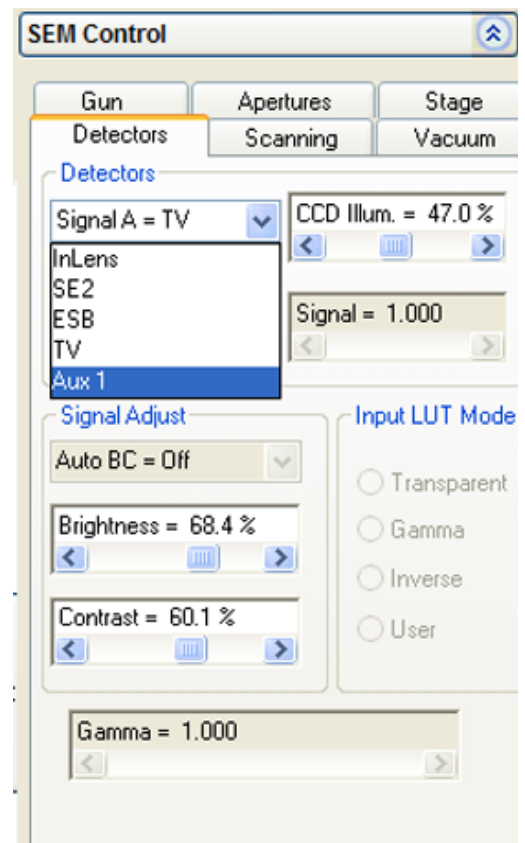 SEM Control
Gun Apertures Stage
Detectors Scanning Vacuum
Detectors
Signal A = TV
CCD Illum. = 47.0 %
InLens
SE2
ESB
TV
Aux 1
Signal = 1.000
Signal Adjust
Auto BC = Off
Brightness = 68.4 %
Contrast = 60.1 %
Input LUT Mode
Transparent
Gamma
Inverse
User
Gamma = 1.000